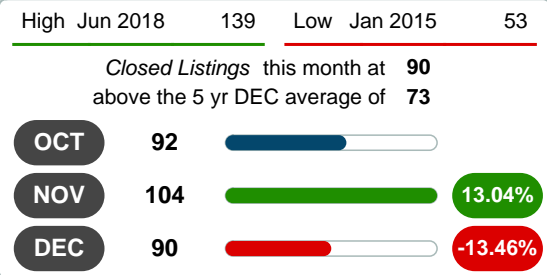 High Jun 2018 139 Low Jan 2015 53
Closed Listings this month at 90
above the 5 yr DEC average of 73
OCT 92
NOV 104 13.04%
DEC 90 -13.46%